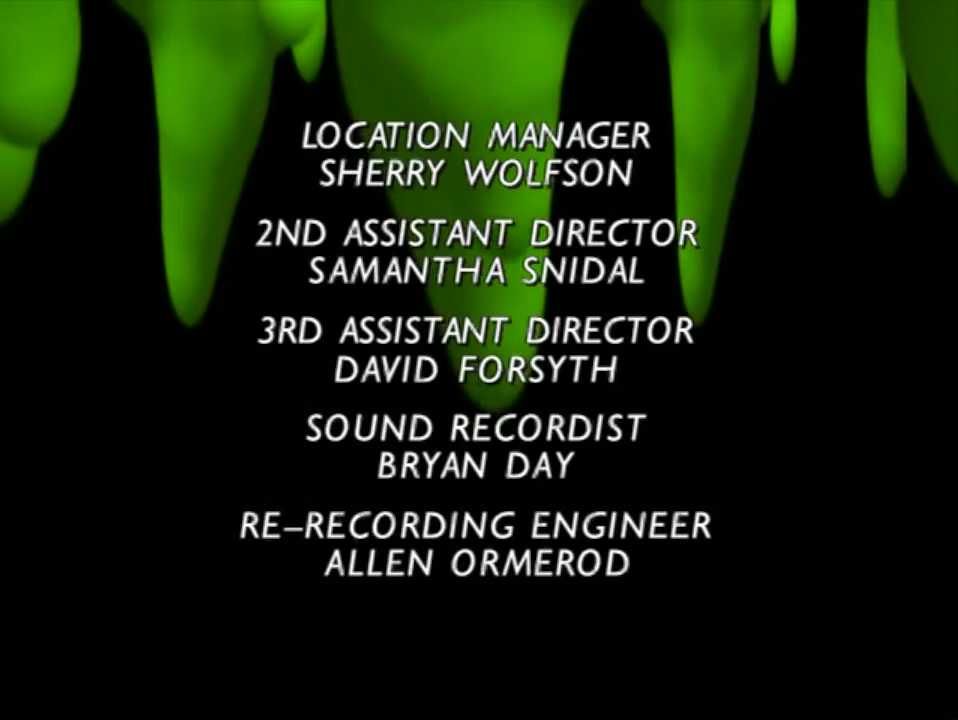 LOCATION MANAGER
SHERRY WOLFSON
2ND ASSISTANT DIRECTOR
SAMANTHA SNIDAL
3RD ASSISTANT DIRECTOR
DAVID FORSYTH
SOUND RECORDIST
BRYAN DAY
RE–RECORDING ENGINEER
ALLEN ORMEROD